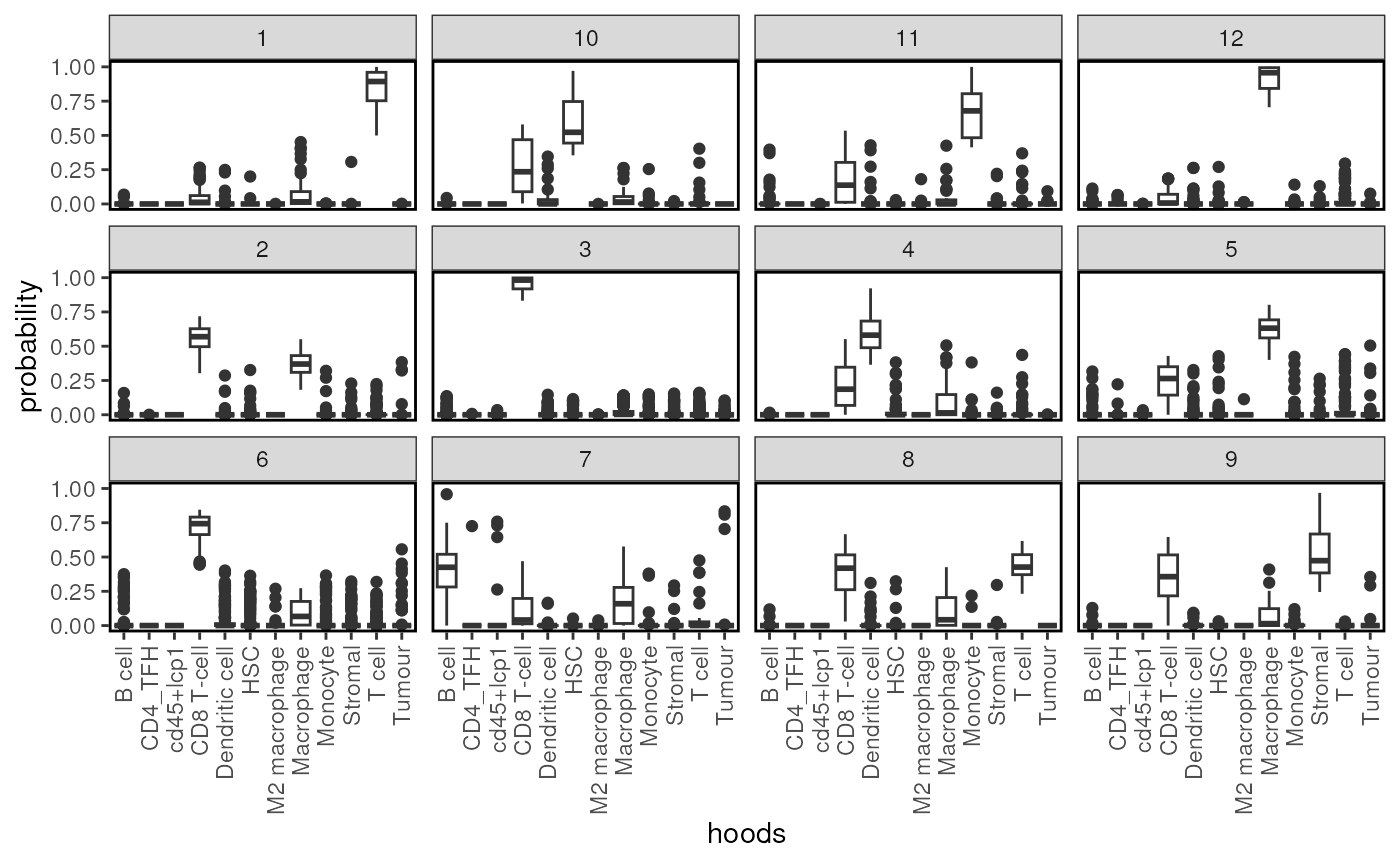 1 10 11 12
1.00
0.75
0.50
0.25
0.00
2 3 4 5
1.00
0.75
0.50
0.25
0.00
probability
6 7 8 9
1.00
0.75
0.50
0.25
0.00
B cell CD4_TFH cd45+lcp1 CD8 T-cell Dendritic cell HSC M2 macrophage Macrophage Monocyte Stromal T cell Tumour
B cell CD4_TFH cd45+lcp1 CD8 T-cell Dendritic cell HSC M2 macrophage Macrophage Monocyte Stromal T cell Tumour
B cell CD4_TFH cd45+lcp1 CD8 T-cell Dendritic cell HSC M2 macrophage Macrophage Monocyte Stromal T cell Tumour
B cell CD4_TFH cd45+lcp1 CD8 T-cell Dendritic cell HSC M2 macrophage Macrophage Monocyte Stromal T cell Tumour
hoods